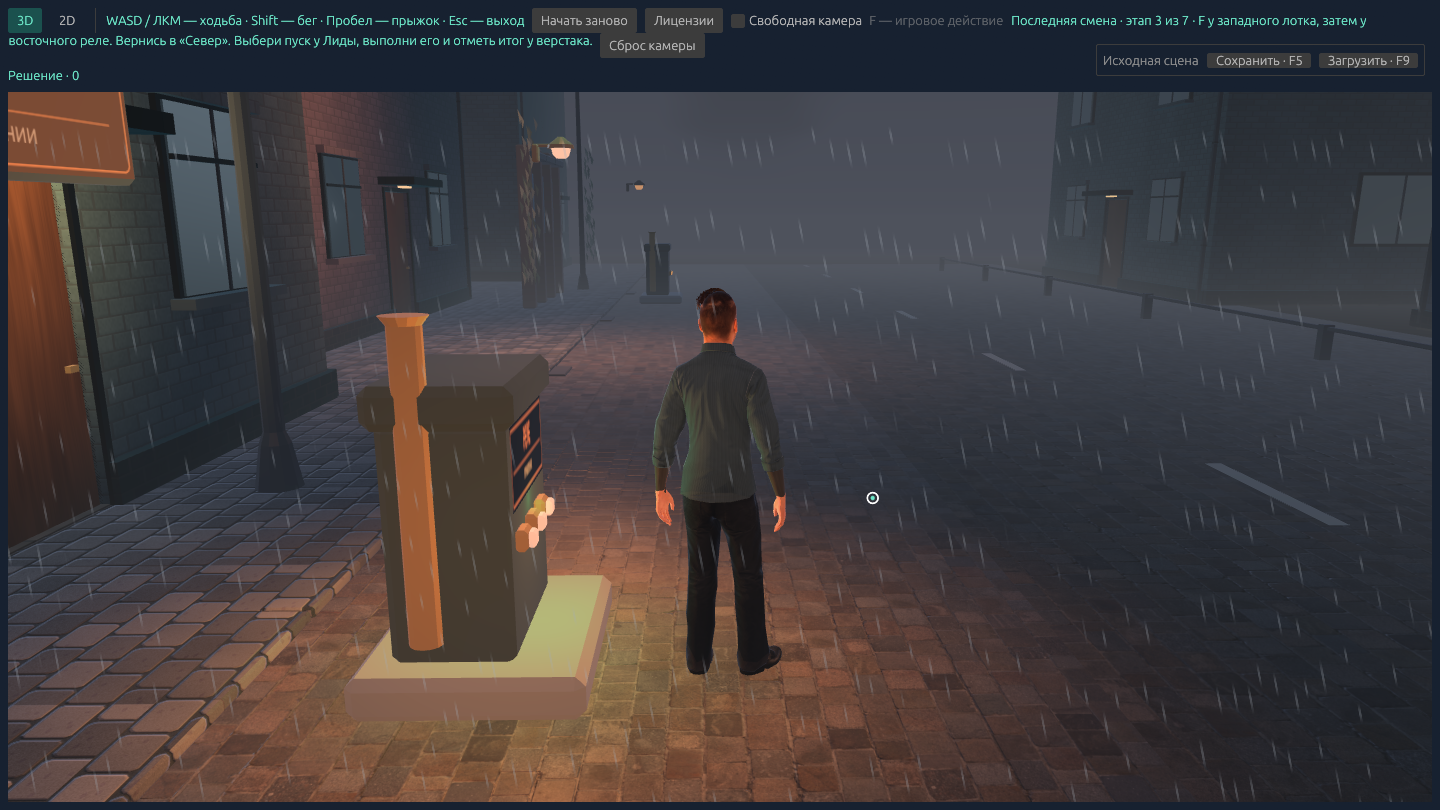 3D 2D WASD / ЛКМ — ходьба · Shift — бег · Пробел — прыжок · Esc — выход Начать заново Лицензии Свободная камера F — игровое действие Последняя смена · этап 3 из 7 · F у западного лотка, затем у
восточного реле. Вернись в «Север». Выбери пуск у Лиды, выполни его и отметь итог у верстака. Сброс камеры
Исходная сцена Сохранить · F5 Загрузить · F9
Решение · 0